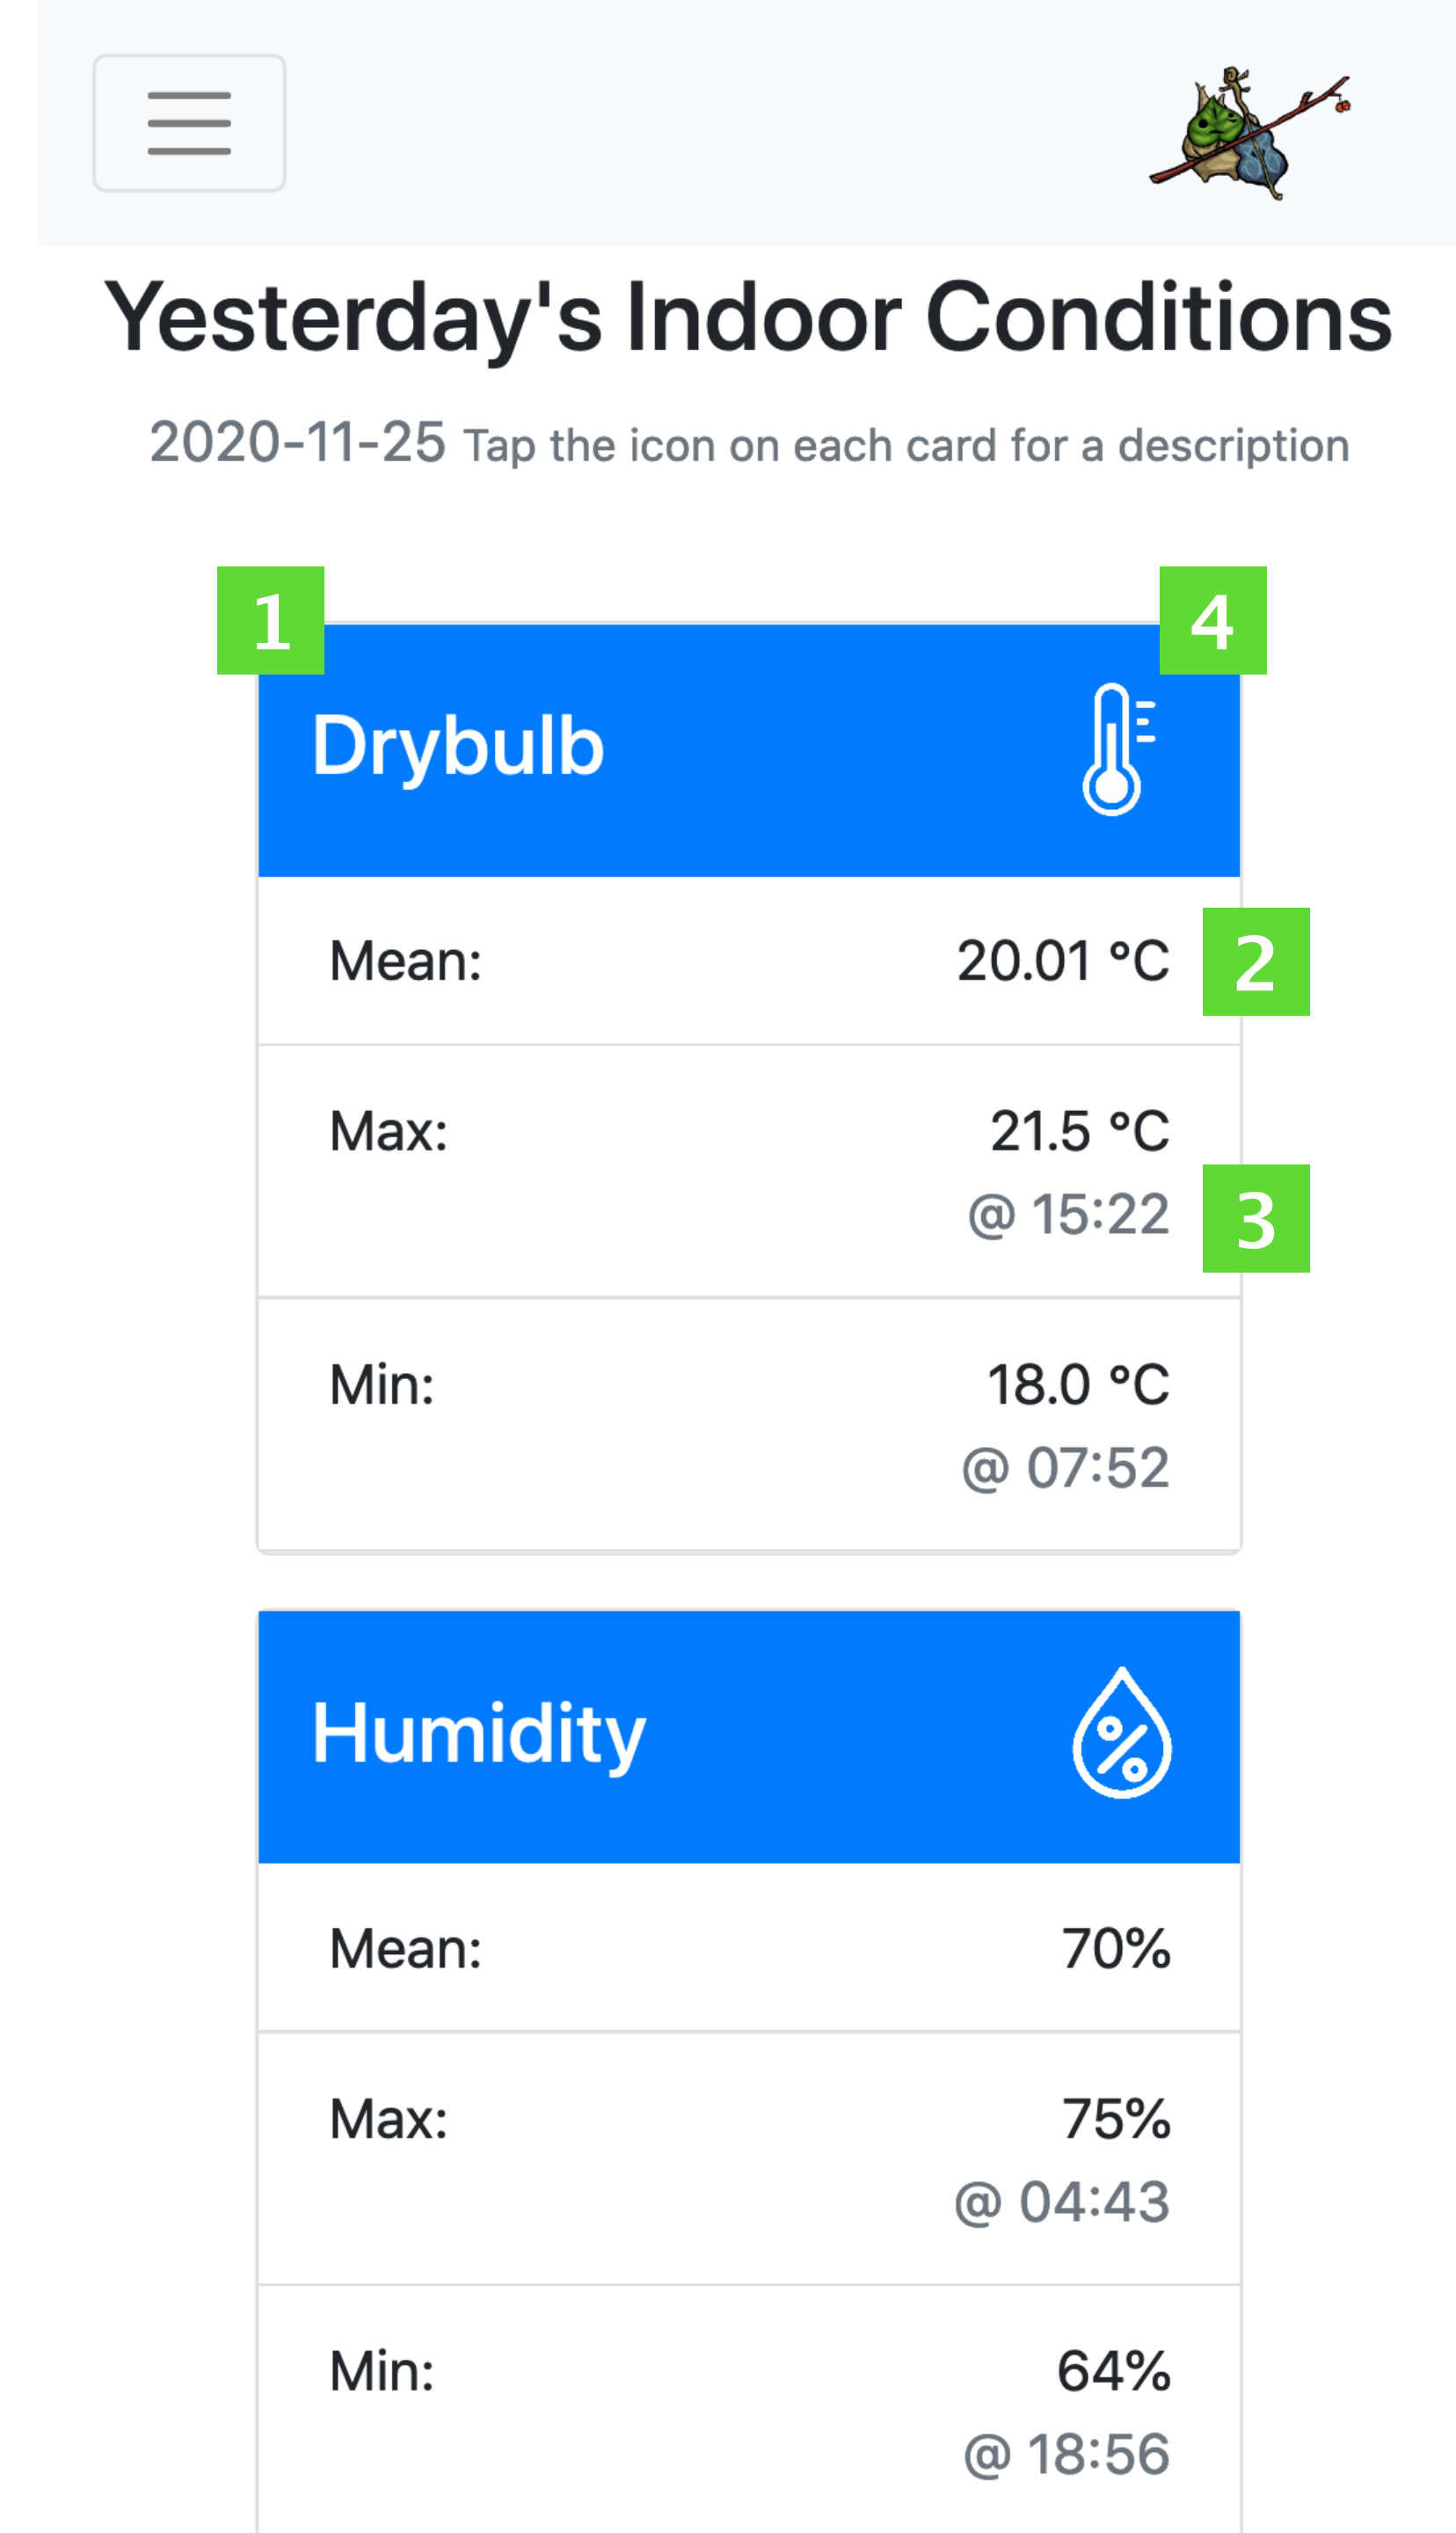 Yesterday's Indoor Conditions
2020-11-25 Tap the icon on each card for a description
1
4
Drybulb
Mean: 20.01 °C
2
Max: 21.5 °C
@ 15:22
3
Min: 18.0 °C
@ 07:52
Humidity
%
Mean: 70%
Max: 75%
@ 04:43
Min: 64%
@ 18:56